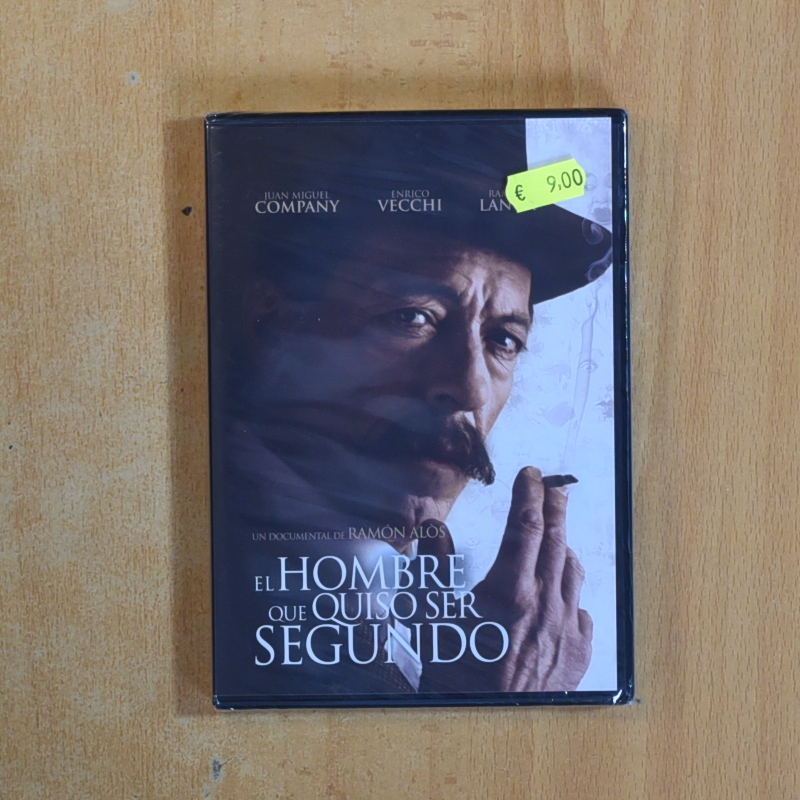 JUAN MIGUEL
COMPANY
ENRICO
VECCHI
€ 9,00
UN DOCUMENTAL DE RAMÓN ALÒS
EL HOMBRE
QUE QUISO SER
SEGUNDO